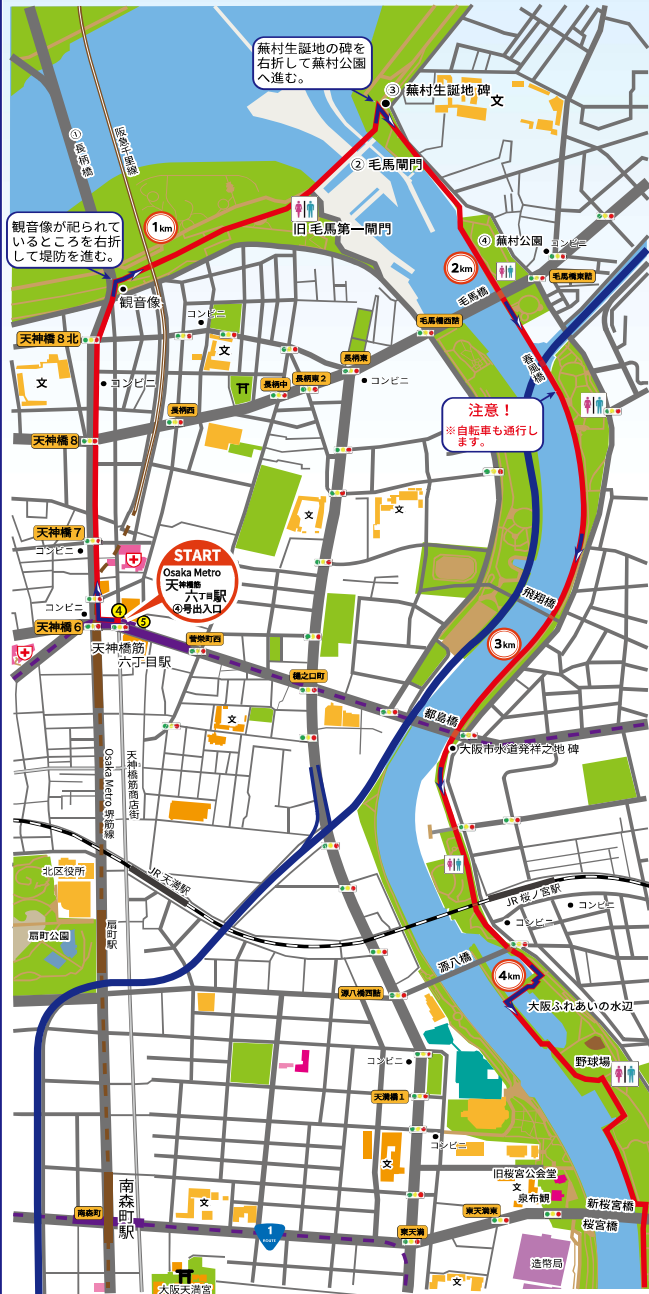 蕪村生誕地の碑を
右折して蕪村公園
へ進む。
③ 蕪村生誕地 碑
文
① 長柄橋
阪急千里線
② 毛馬閘門
1km
旧 毛馬第一閘門
観音像が祀られて
いるところを右折
して堤防を進む。
④ 蕪村公園
コンビニ
2km
毛馬橋東詰
毛馬橋
観音像
コンビニ
毛馬橋西詰
天神橋８北
文
長柄東
春風橋
文
コンビニ
長柄中
長柄東２
コンビニ
長柄西
注意！
※自転車も通行し
ます。
天神橋８
文
文
天神橋７
コンビニ
START
Osaka Metro
天神橋筋
六丁目駅
④号出入口
コンビニ
4
5
飛翔橋
天神橋６
天神橋筋
六丁目駅
菅栄町西
3km
樋之口町
都島橋
文
大阪市水道発祥之地 碑
Osaka Metro 堺筋線
天神橋筋商店街
北区役所
JR 天満駅
JR 桜ノ宮駅
コンビニ
コンビニ
扇町公園
扇町駅
源八橋
4km
源八橋西詰
大阪ふれあいの水辺
コンビニ
野球場
天満橋１
コンビニ
文
旧桜宮公会堂
文
泉布観
南森町駅
文
新桜宮橋
南森町
東天満東
桜宮橋
1
ROUTE
東天満
造幣局
文
大阪天満宮